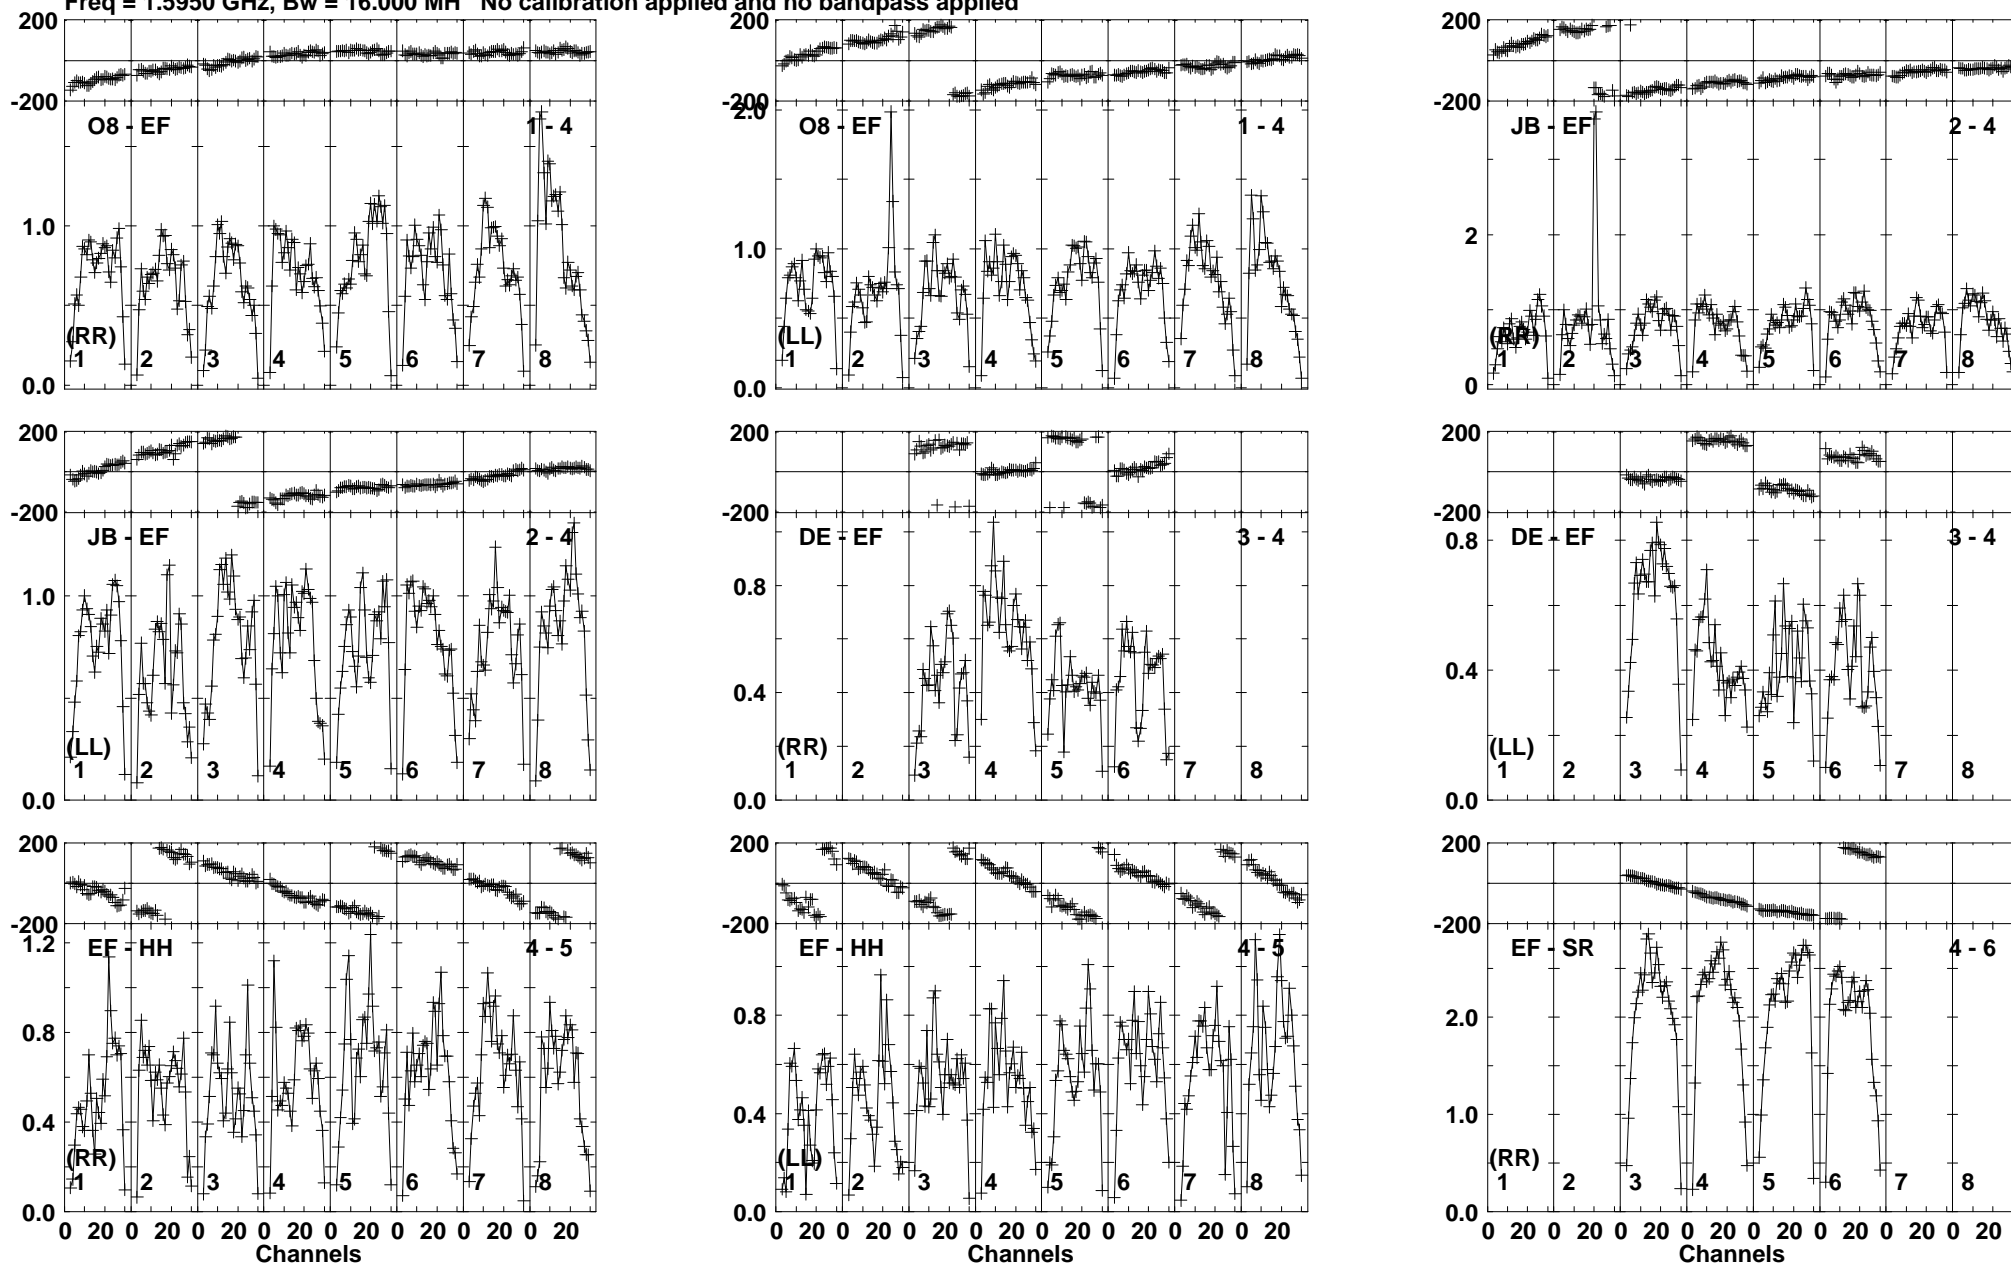 Freq = 1.5950 GHz, Bw = 16.000 MH No calibration applied and no bandpass applied
200
-200
O8 - EF 1 - 4
1.0
0.0
(RR)
1 2 3 4 5 6 7 8
200
-200
2.0
O8 - EF 1 - 4
1.0
0.0
(LL)
1 2 3 4 5 6 7 8
200
-200
JB - EF 2 - 4
2
0
(RR)
1 2 3 4 5 6 7 8
200
-200
JB - EF 2 - 4
1.0
0.0
(LL)
1 2 3 4 5 6 7 8
200
-200
DE - EF 3 - 4
0.8
0.4
0.0
(RR)
1 2 3 4 5 6 7 8
200
-200
DE - EF 3 - 4
0.8
0.4
0.0
(LL)
1 2 3 4 5 6 7 8
200
-200
1.2
EF - HH 4 - 5
0.8
0.4
0.0
(RR)
1 2 3 4 5 6 7 8
0 20 0 20 0 20 0 20 0 20 0 20 0 20 0 20
Channels
200
-200
EF - HH 4 - 5
0.8
0.4
0.0
(LL)
1 2 3 4 5 6 7 8
0 20 0 20 0 20 0 20 0 20 0 20 0 20 0 20
Channels
200
-200
EF - SR 4 - 6
2.0
1.0
0.0
(RR)
1 2 3 4 5 6 7 8
0 20 0 20 0 20 0 20 0 20 0 20 0 20 0 20
Channels